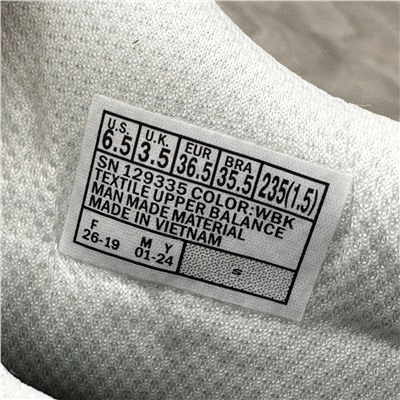 U.S. U.K. EUR BRA
6.5 3.5 36.5 35.5 235(1.5)
SN 129335 COLOR:WBK
TEXTILE UPPER BALANCE
MAN MADE MATERIAL
MADE IN VIETNAM
F M Y
26-19 01-24